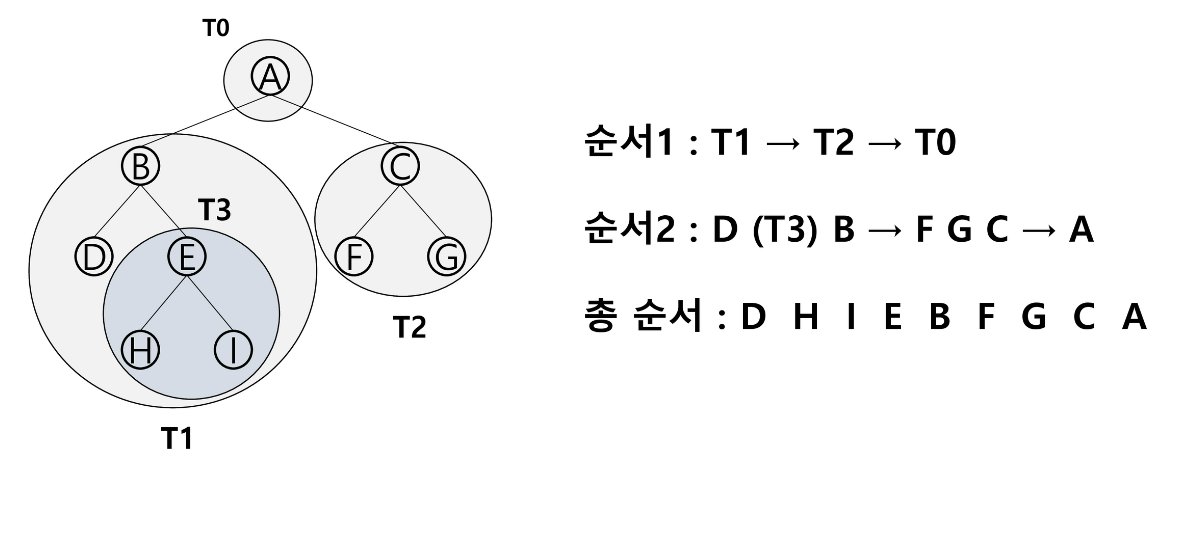 T0
A
B
C
T3
D
E
F
G
H
I
T2
T1
순서1 : T1 → T2 → T0
순서2 : D (T3) B → F G C → A
총 순서 : D H I E B F G C A